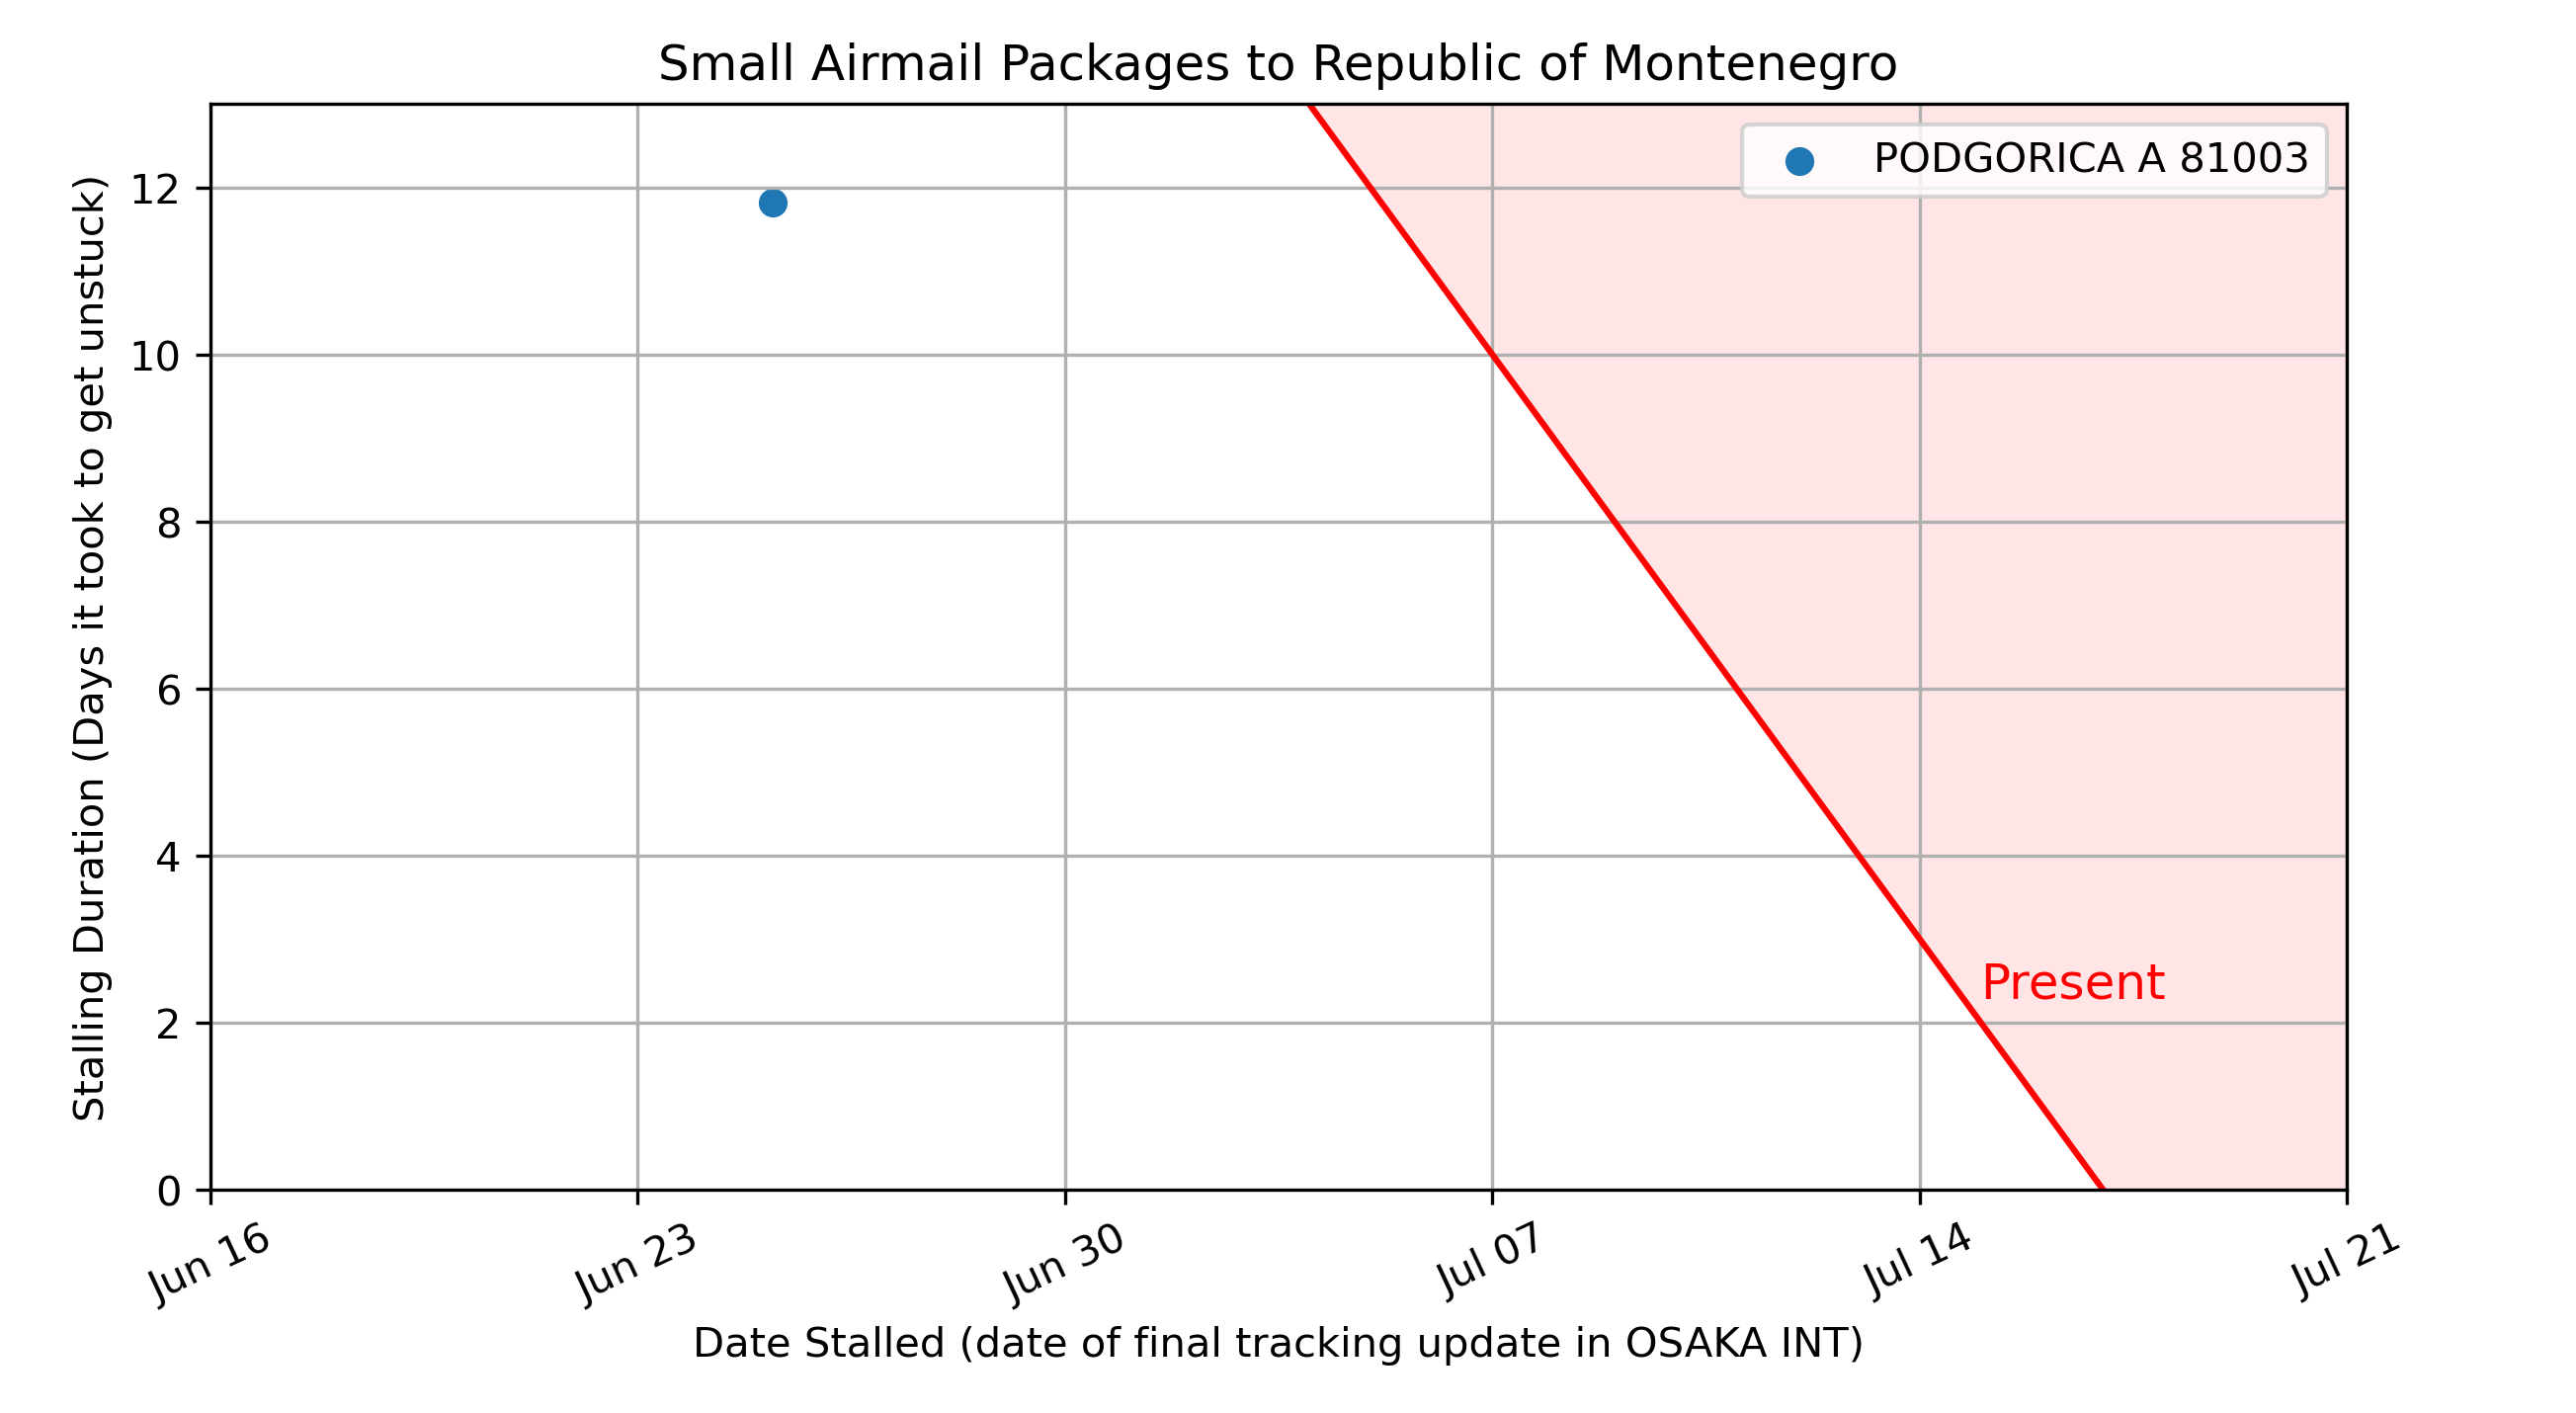 Small Airmail Packages to Republic of Montenegro
PODGORICA A 81003
Stalling Duration (Days it took to get unstuck)
12
10
8
6
4
2
0
Present
Jun 16
Jun 23
Jun 30
Jul 07
Jul 14
Jul 21
Date Stalled (date of final tracking update in OSAKA INT)